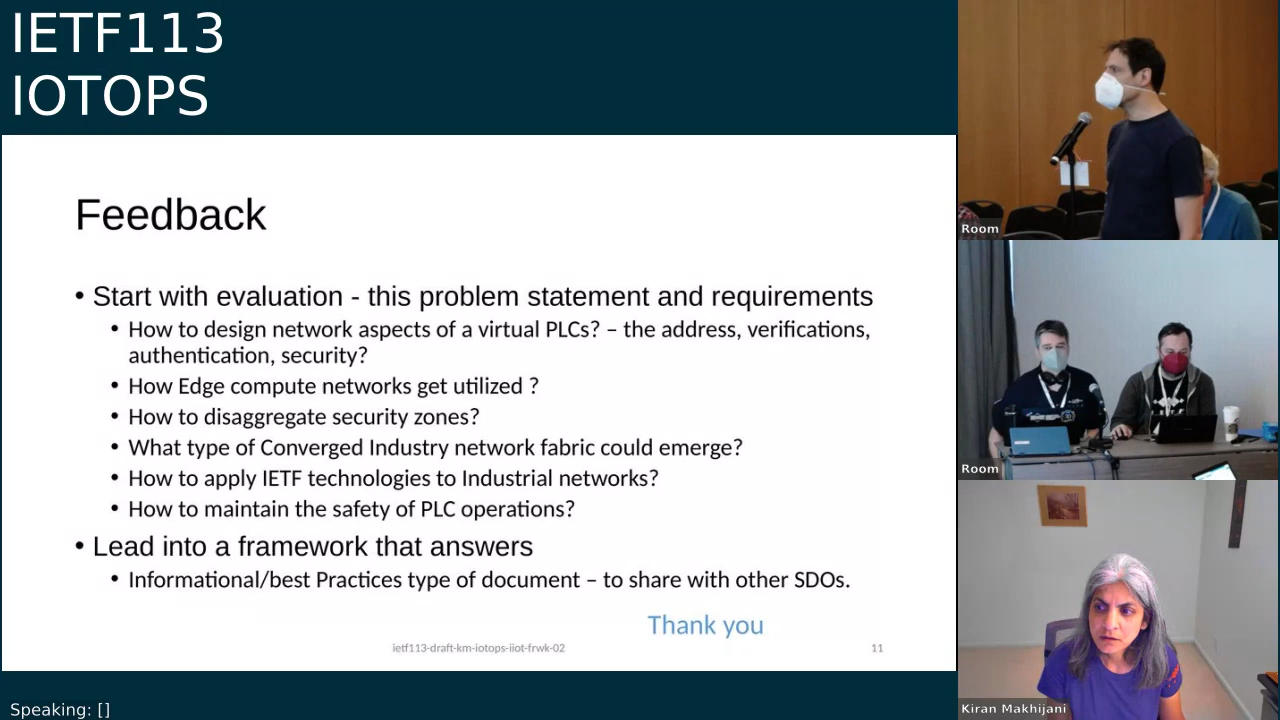 IETF113
IOTOPS
Feedback
• Start with evaluation - this problem statement and requirements
• How to design network aspects of a virtual PLCs? – the address, verifications,
authentication, security?
• How Edge compute networks get utilized ?
• How to disaggregate security zones?
• What type of Converged Industry network fabric could emerge?
• How to apply IETF technologies to Industrial networks?
• How to maintain the safety of PLC operations?
• Lead into a framework that answers
• Informational/best Practices type of document – to share with other SDOs.
Thank you
ietf113-draft-km-iotops-iiot-frwk-02
11
Speaking: []
Room
Room
Kiran Makhijani